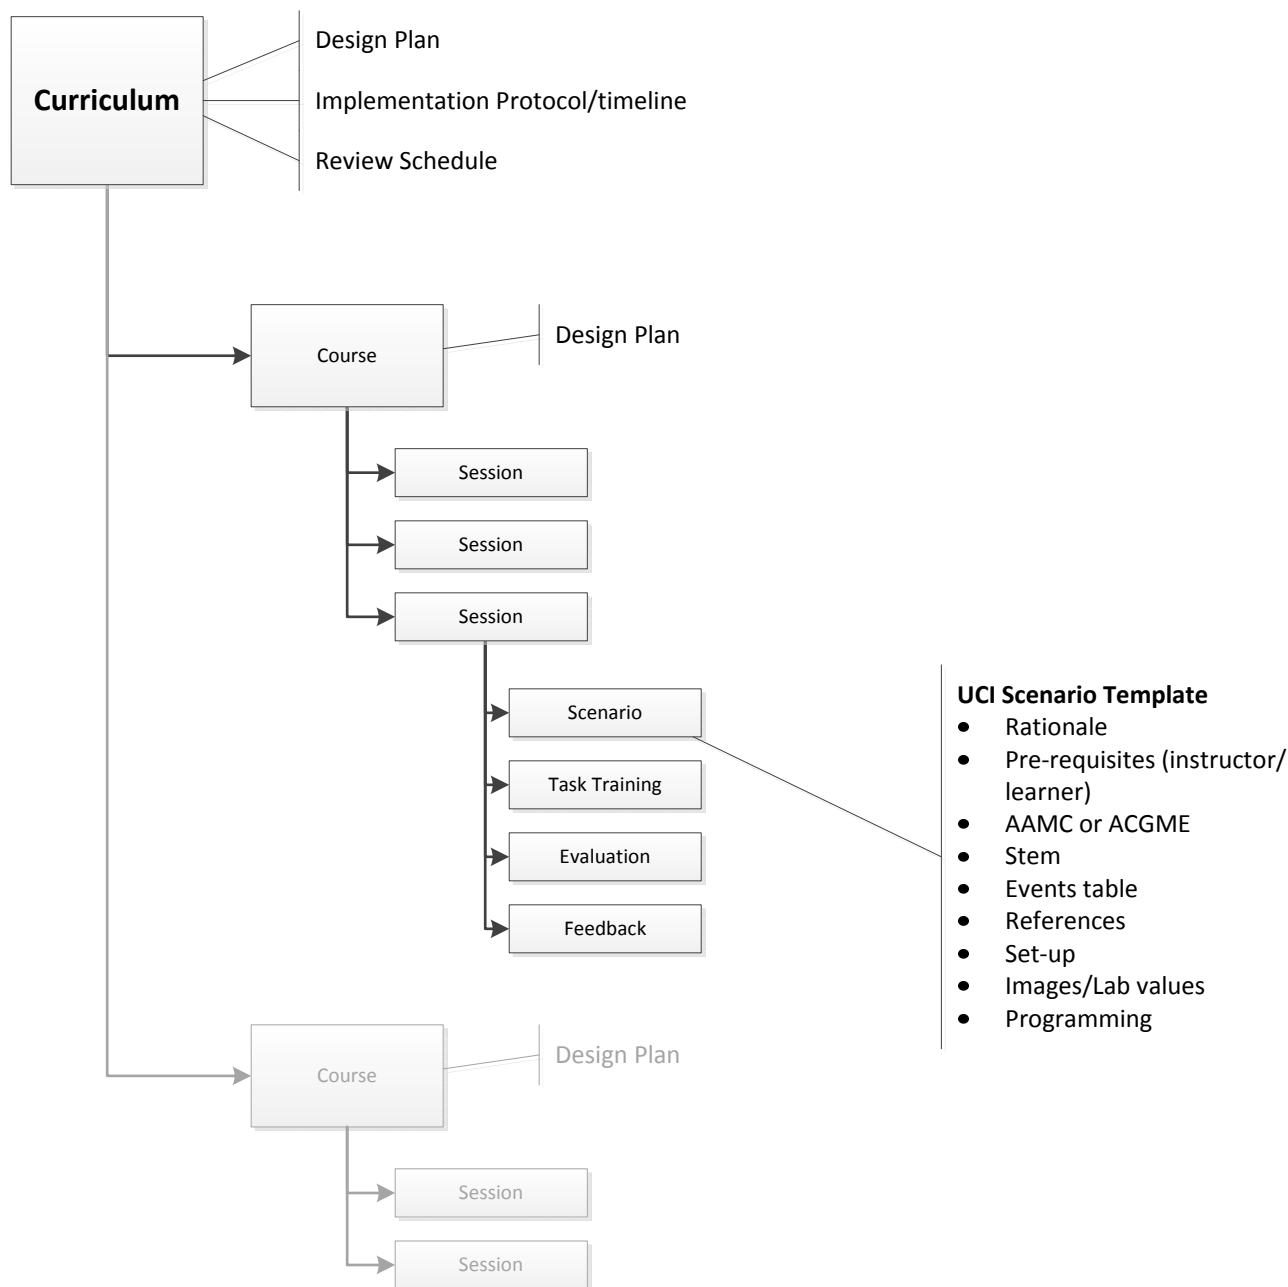 Curriculum
Design Plan
Implementation Protocol/timeline
Review Schedule
Course
Design Plan
Session
Session
Session
Scenario
Task Training
Evaluation
Feedback
UCI Scenario Template
• Rationale
• Pre-requisites (instructor/
learner)
• AAMC or ACGME
• Stem
• Events table
• References
• Set-up
• Images/Lab values
• Programming
Course
Design Plan
Session
Session